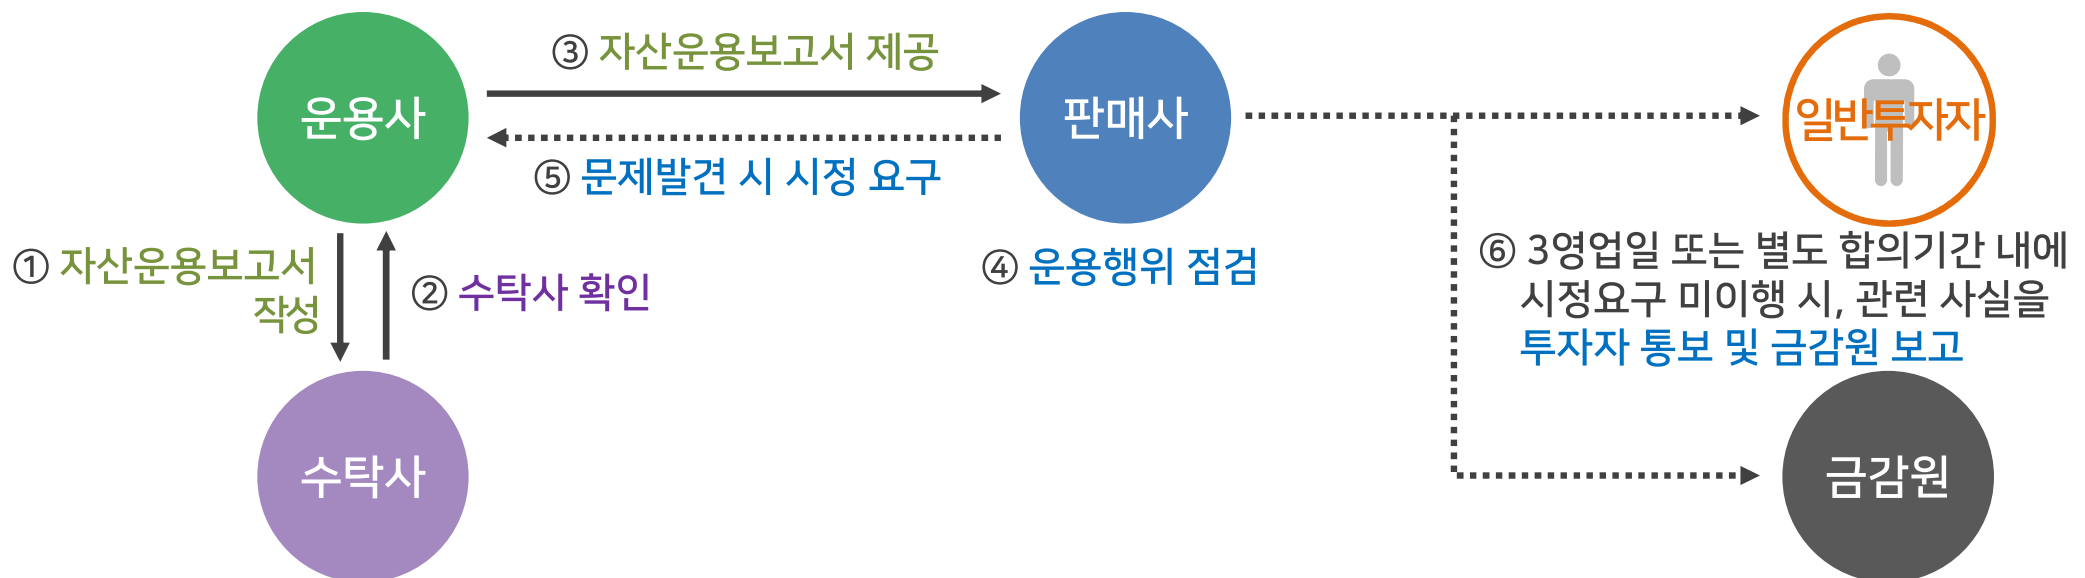 운용사
③ 자산운용보고서 제공
⑤ 문제발견 시 시정 요구
판매사
일반투자자
① 자산운용보고서
작성
② 수탁사 확인
④ 운용행위 점검
⑥ 3영업일 또는 별도 합의기간 내에
시정요구 미이행 시, 관련 사실을
투자자 통보 및 금감원 보고
수탁사
금감원